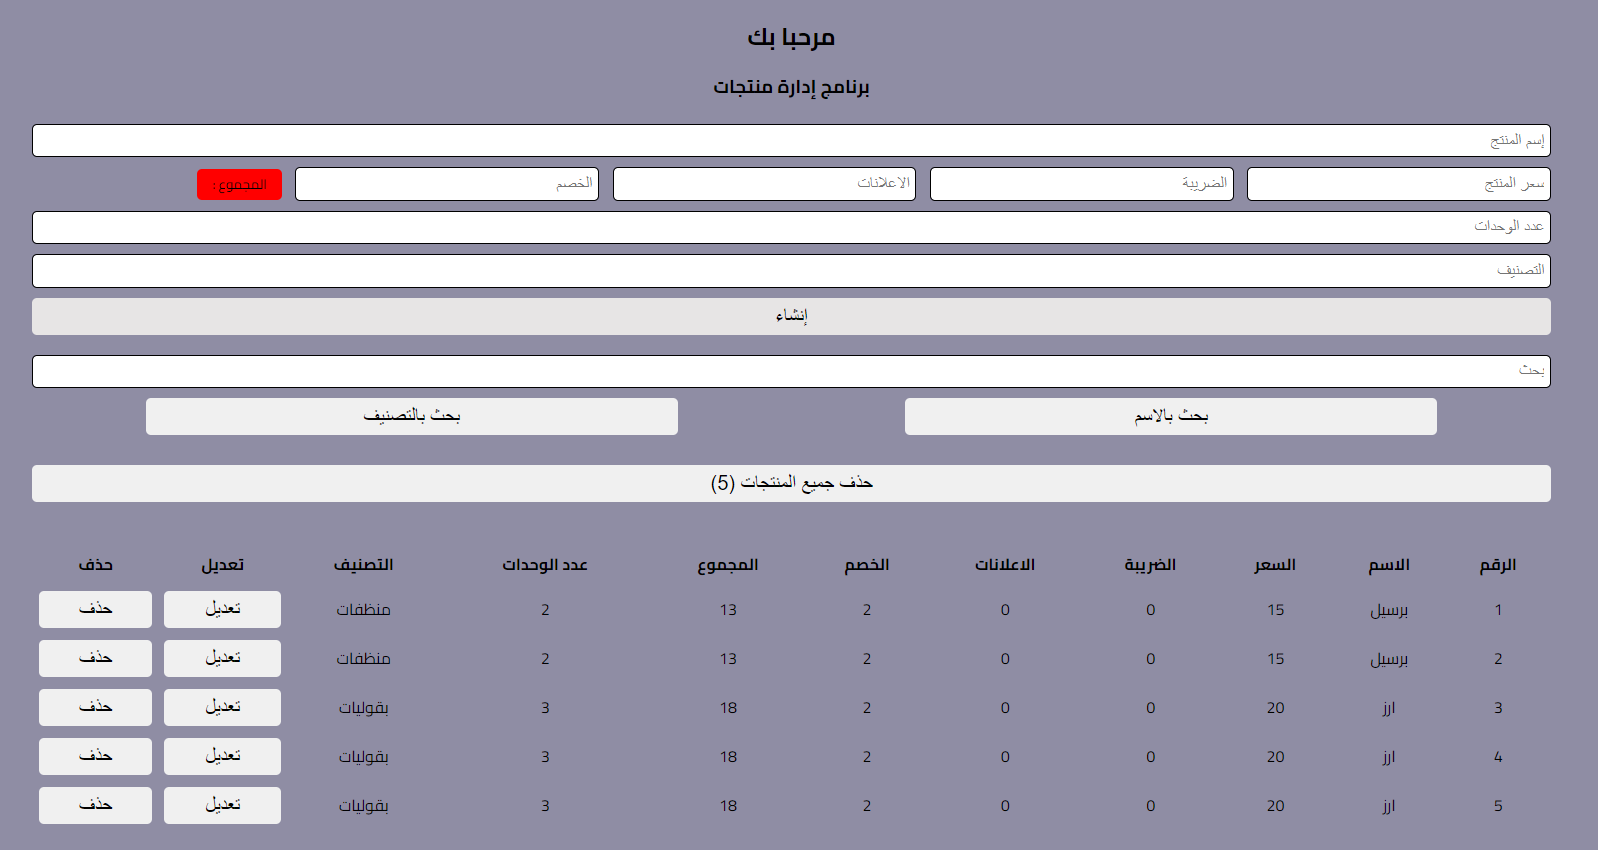 مرحبا بك
برنامج إدارة منتجات
إسم المنتج
سعر المنتج الضريبة الاعلانات الخصم المجموع :
عدد الوحدات
التصنيف
إنشاء
بحث
بحث بالاسم بحث بالتصنيف
حذف جميع المنتجات (5)
الرقم الاسم السعر الضريبة الاعلانات الخصم المجموع عدد الوحدات التصنيف تعديل حذف
1 برسيل 15 0 0 2 13 2 منظفات تعديل حذف
2 برسيل 15 0 0 2 13 2 منظفات تعديل حذف
3 ارز 20 0 0 2 18 3 بقوليات تعديل حذف
4 ارز 20 0 0 2 18 3 بقوليات تعديل حذف
5 ارز 20 0 0 2 18 3 بقوليات تعديل حذف